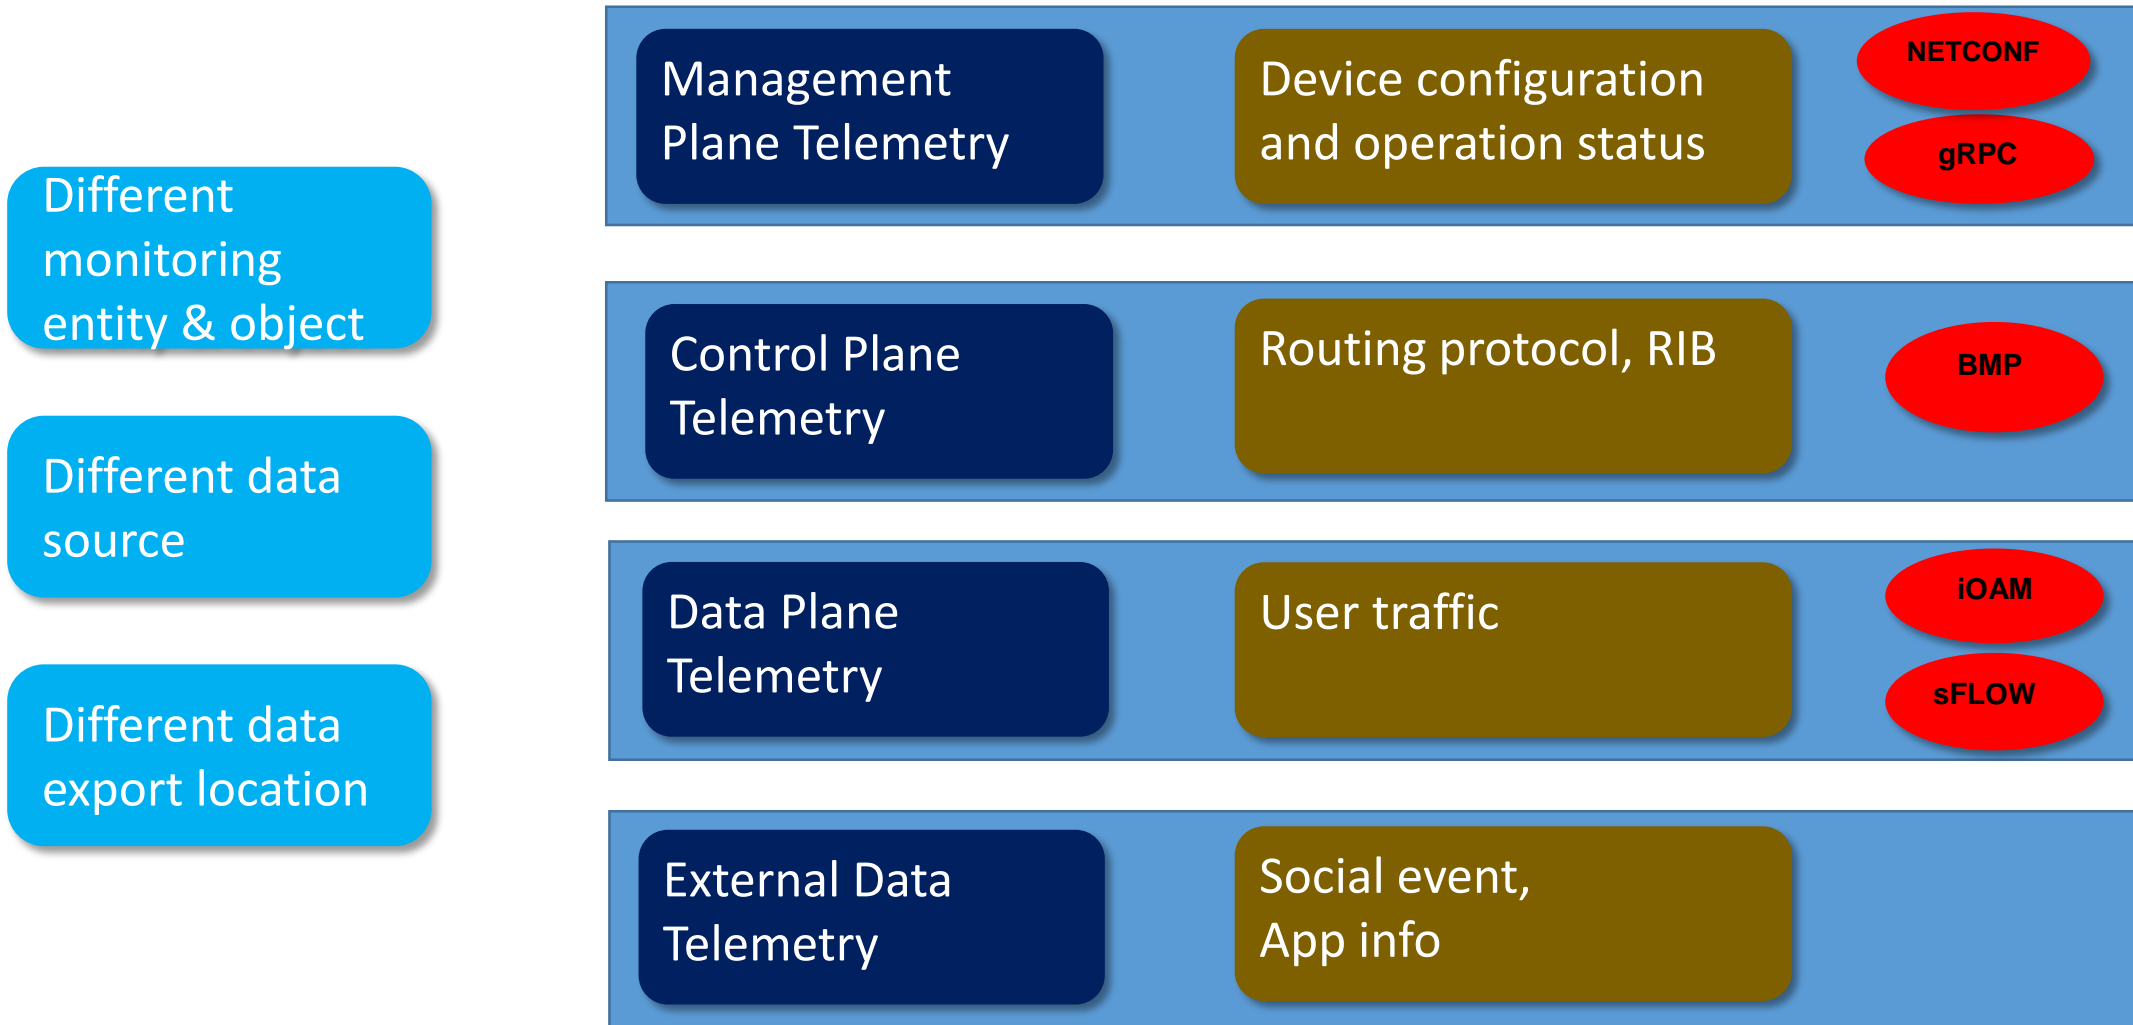 Different
monitoring
entity & object
Different data
source
Different data
export location
Management
Plane Telemetry
Device configuration
and operation status
NETCONF
gRPC
Control Plane
Telemetry
Routing protocol, RIB
BMP
Data Plane
Telemetry
User traffic
iOAM
sFLOW
External Data
Telemetry
Social event,
App info